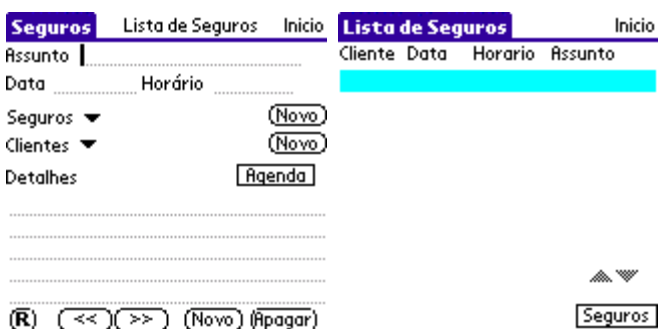 Seguros Lista de Seguros Inicio
Assunto
Data Horário
Seguros (Novo)
Clientes (Novo)
Detalhes Agenda
(R) (<<)(>>) (Novo) (Apagar)
Lista de Seguros Inicio
Cliente Data Horario Assunto
Seguros